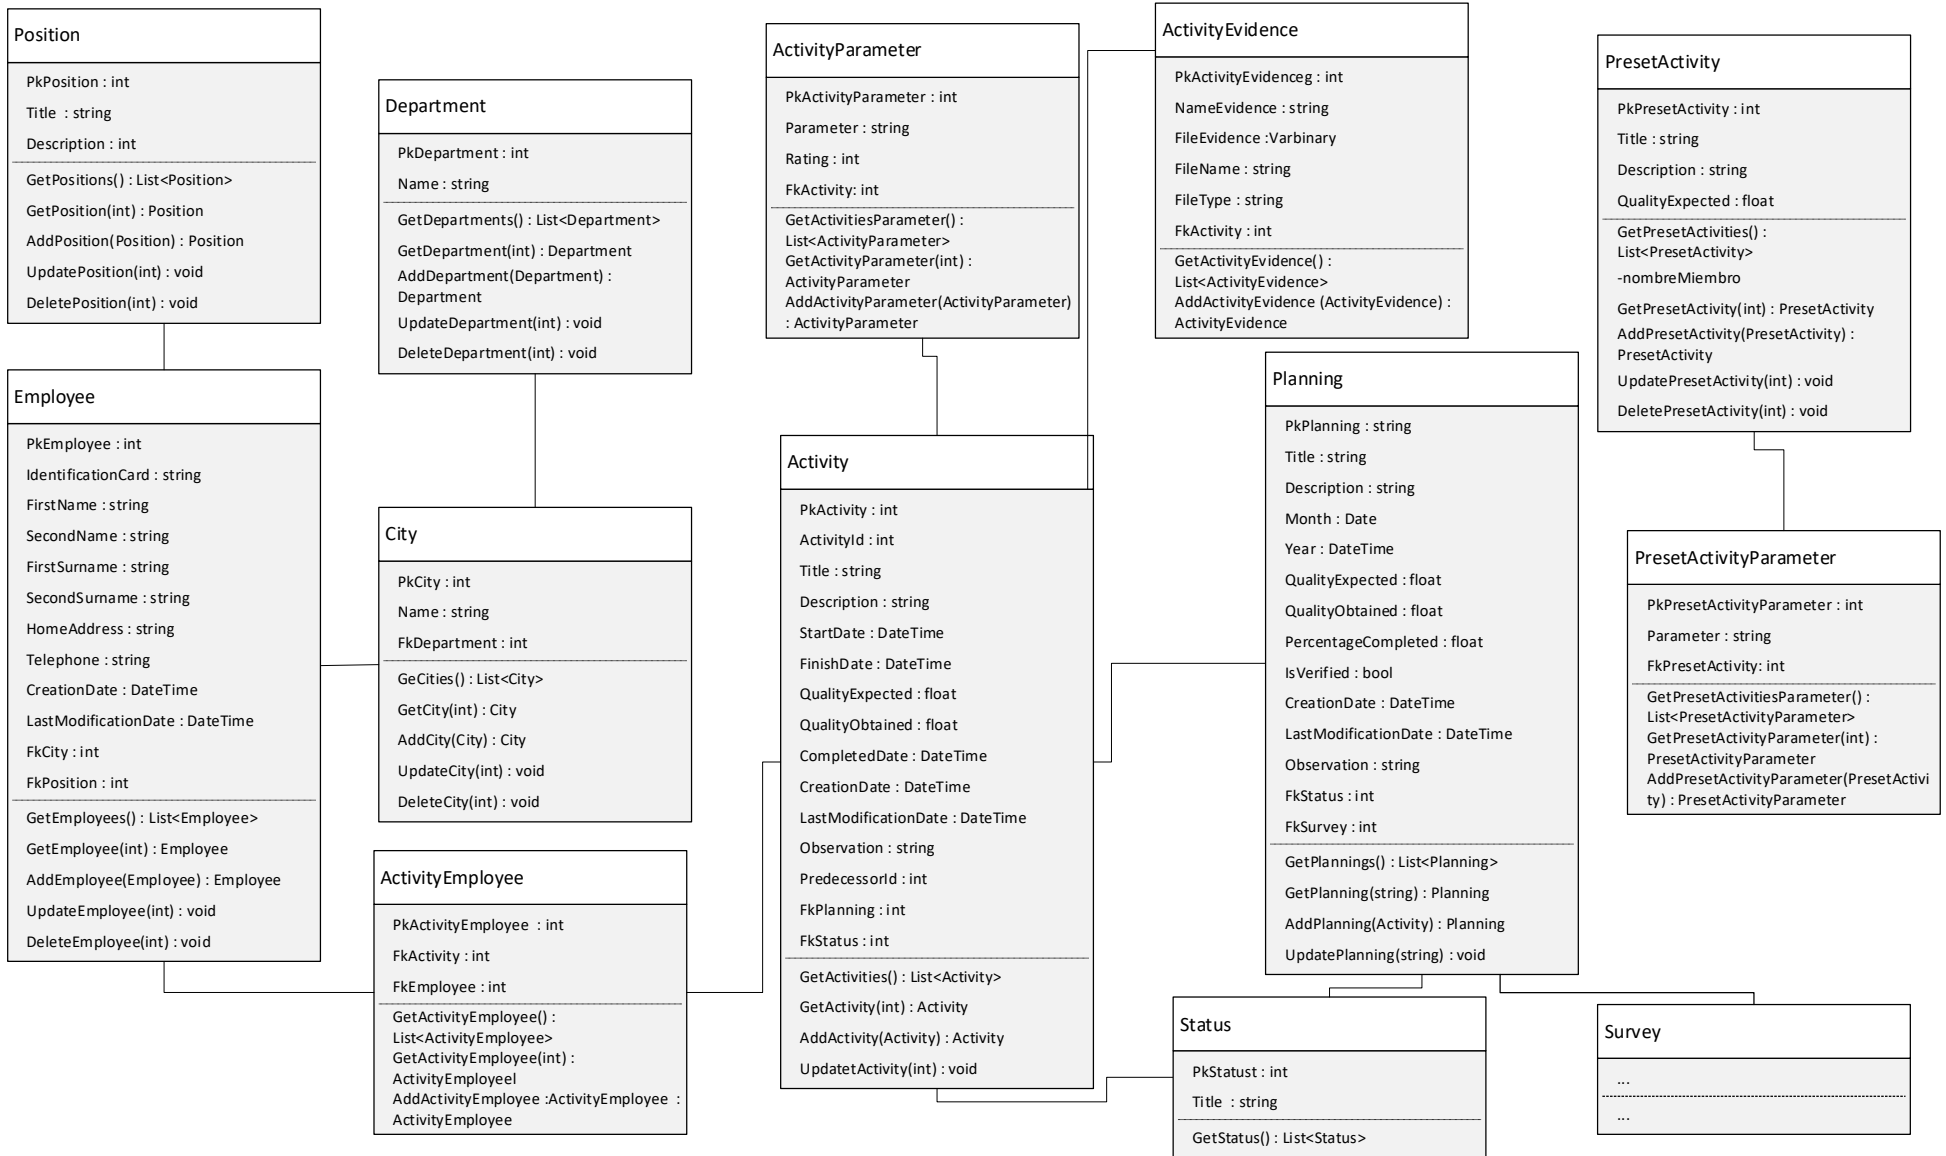 Position
PkPosition : int
Title : string
Description : int
GetPositions() : List<Position>
GetPosition(int) : Position
AddPosition(Position) : Position
UpdatePosition(int) : void
DeletePosition(int) : void
Employee
PkEmployee : int
IdentificationCard : string
FirstName : string
SecondName : string
FirstSurname : string
SecondSurname : string
HomeAddress : string
Telephone : string
CreationDate : DateTime
LastModificationDate : DateTime
FkCity : int
FkPosition : int
GetEmployees() : List<Employee>
GetEmployee(int) : Employee
AddEmployee(Employee) : Employee
UpdateEmployee(int) : void
DeleteEmployee(int) : void
Department
PkDepartment : int
Name : string
GetDepartments() : List<Department>
GetDepartment(int) : Department
AddDepartment(Department) :
Department
UpdateDepartment(int) : void
DeleteDepartment(int) : void
City
PkCity : int
Name : string
FkDepartment : int
GeCities() : List<City>
GetCity(int) : City
AddCity(City) : City
UpdateCity(int) : void
DeleteCity(int) : void
ActivityEmployee
PkActivityEmployee : int
FkActivity : int
FkEmployee : int
GetActivityEmployee() :
List<ActivityEmployee>
GetActivityEmployee(int) :
ActivityEmployeel
AddActivityEmployee :ActivityEmployee :
ActivityEmployee
ActivityParameter
PkActivityParameter : int
Parameter : string
Rating : int
FkActivity: int
GetActivitiesParameter() :
List<ActivityParameter>
GetActivityParameter(int) :
ActivityParameter
AddActivityParameter(ActivityParameter)
: ActivityParameter
Activity
PkActivity : int
ActivityId : int
Title : string
Description : string
StartDate : DateTime
FinishDate : DateTime
QualityExpected : float
QualityObtained : float
CompletedDate : DateTime
CreationDate : DateTime
LastModificationDate : DateTime
Observation : string
PredecessorId : int
FkPlanning : int
FkStatus : int
GetActivities() : List<Activity>
GetActivity(int) : Activity
AddActivity(Activity) : Activity
UpdatetActivity(int) : void
ActivityEvidence
PkActivityEvidenceg : int
NameEvidence : string
FileEvidence :Varbinary
FileName : string
FileType : string
FkActivity : int
GetActivityEvidence() :
List<ActivityEvidence>
AddActivityEvidence (ActivityEvidence) :
ActivityEvidence
Planning
PkPlanning : string
Title : string
Description : string
Month : Date
Year : DateTime
QualityExpected : float
QualityObtained : float
PercentageCompleted : float
IsVerified : bool
CreationDate : DateTime
LastModificationDate : DateTime
Observation : string
FkStatus : int
FkSurvey : int
GetPlannings() : List<Planning>
GetPlanning(string) : Planning
AddPlanning(Activity) : Planning
UpdatePlanning(string) : void
Status
PkStatust : int
Title : string
GetStatus() : List<Status>
PresetActivity
PkPresetActivity : int
Title : string
Description : string
QualityExpected : float
GetPresetActivities() :
List<PresetActivity>
-nombreMiembro
GetPresetActivity(int) : PresetActivity
AddPresetActivity(PresetActivity) :
PresetActivity
UpdatePresetActivity(int) : void
DeletePresetActivity(int) : void
PresetActivityParameter
PkPresetActivityParameter : int
Parameter : string
FkPresetActivity: int
GetPresetActivitiesParameter() :
List<PresetActivityParameter>
GetPresetActivityParameter(int) :
PresetActivityParameter
AddPresetActivityParameter(PresetActivi
ty) : PresetActivityParameter
Survey
...
...